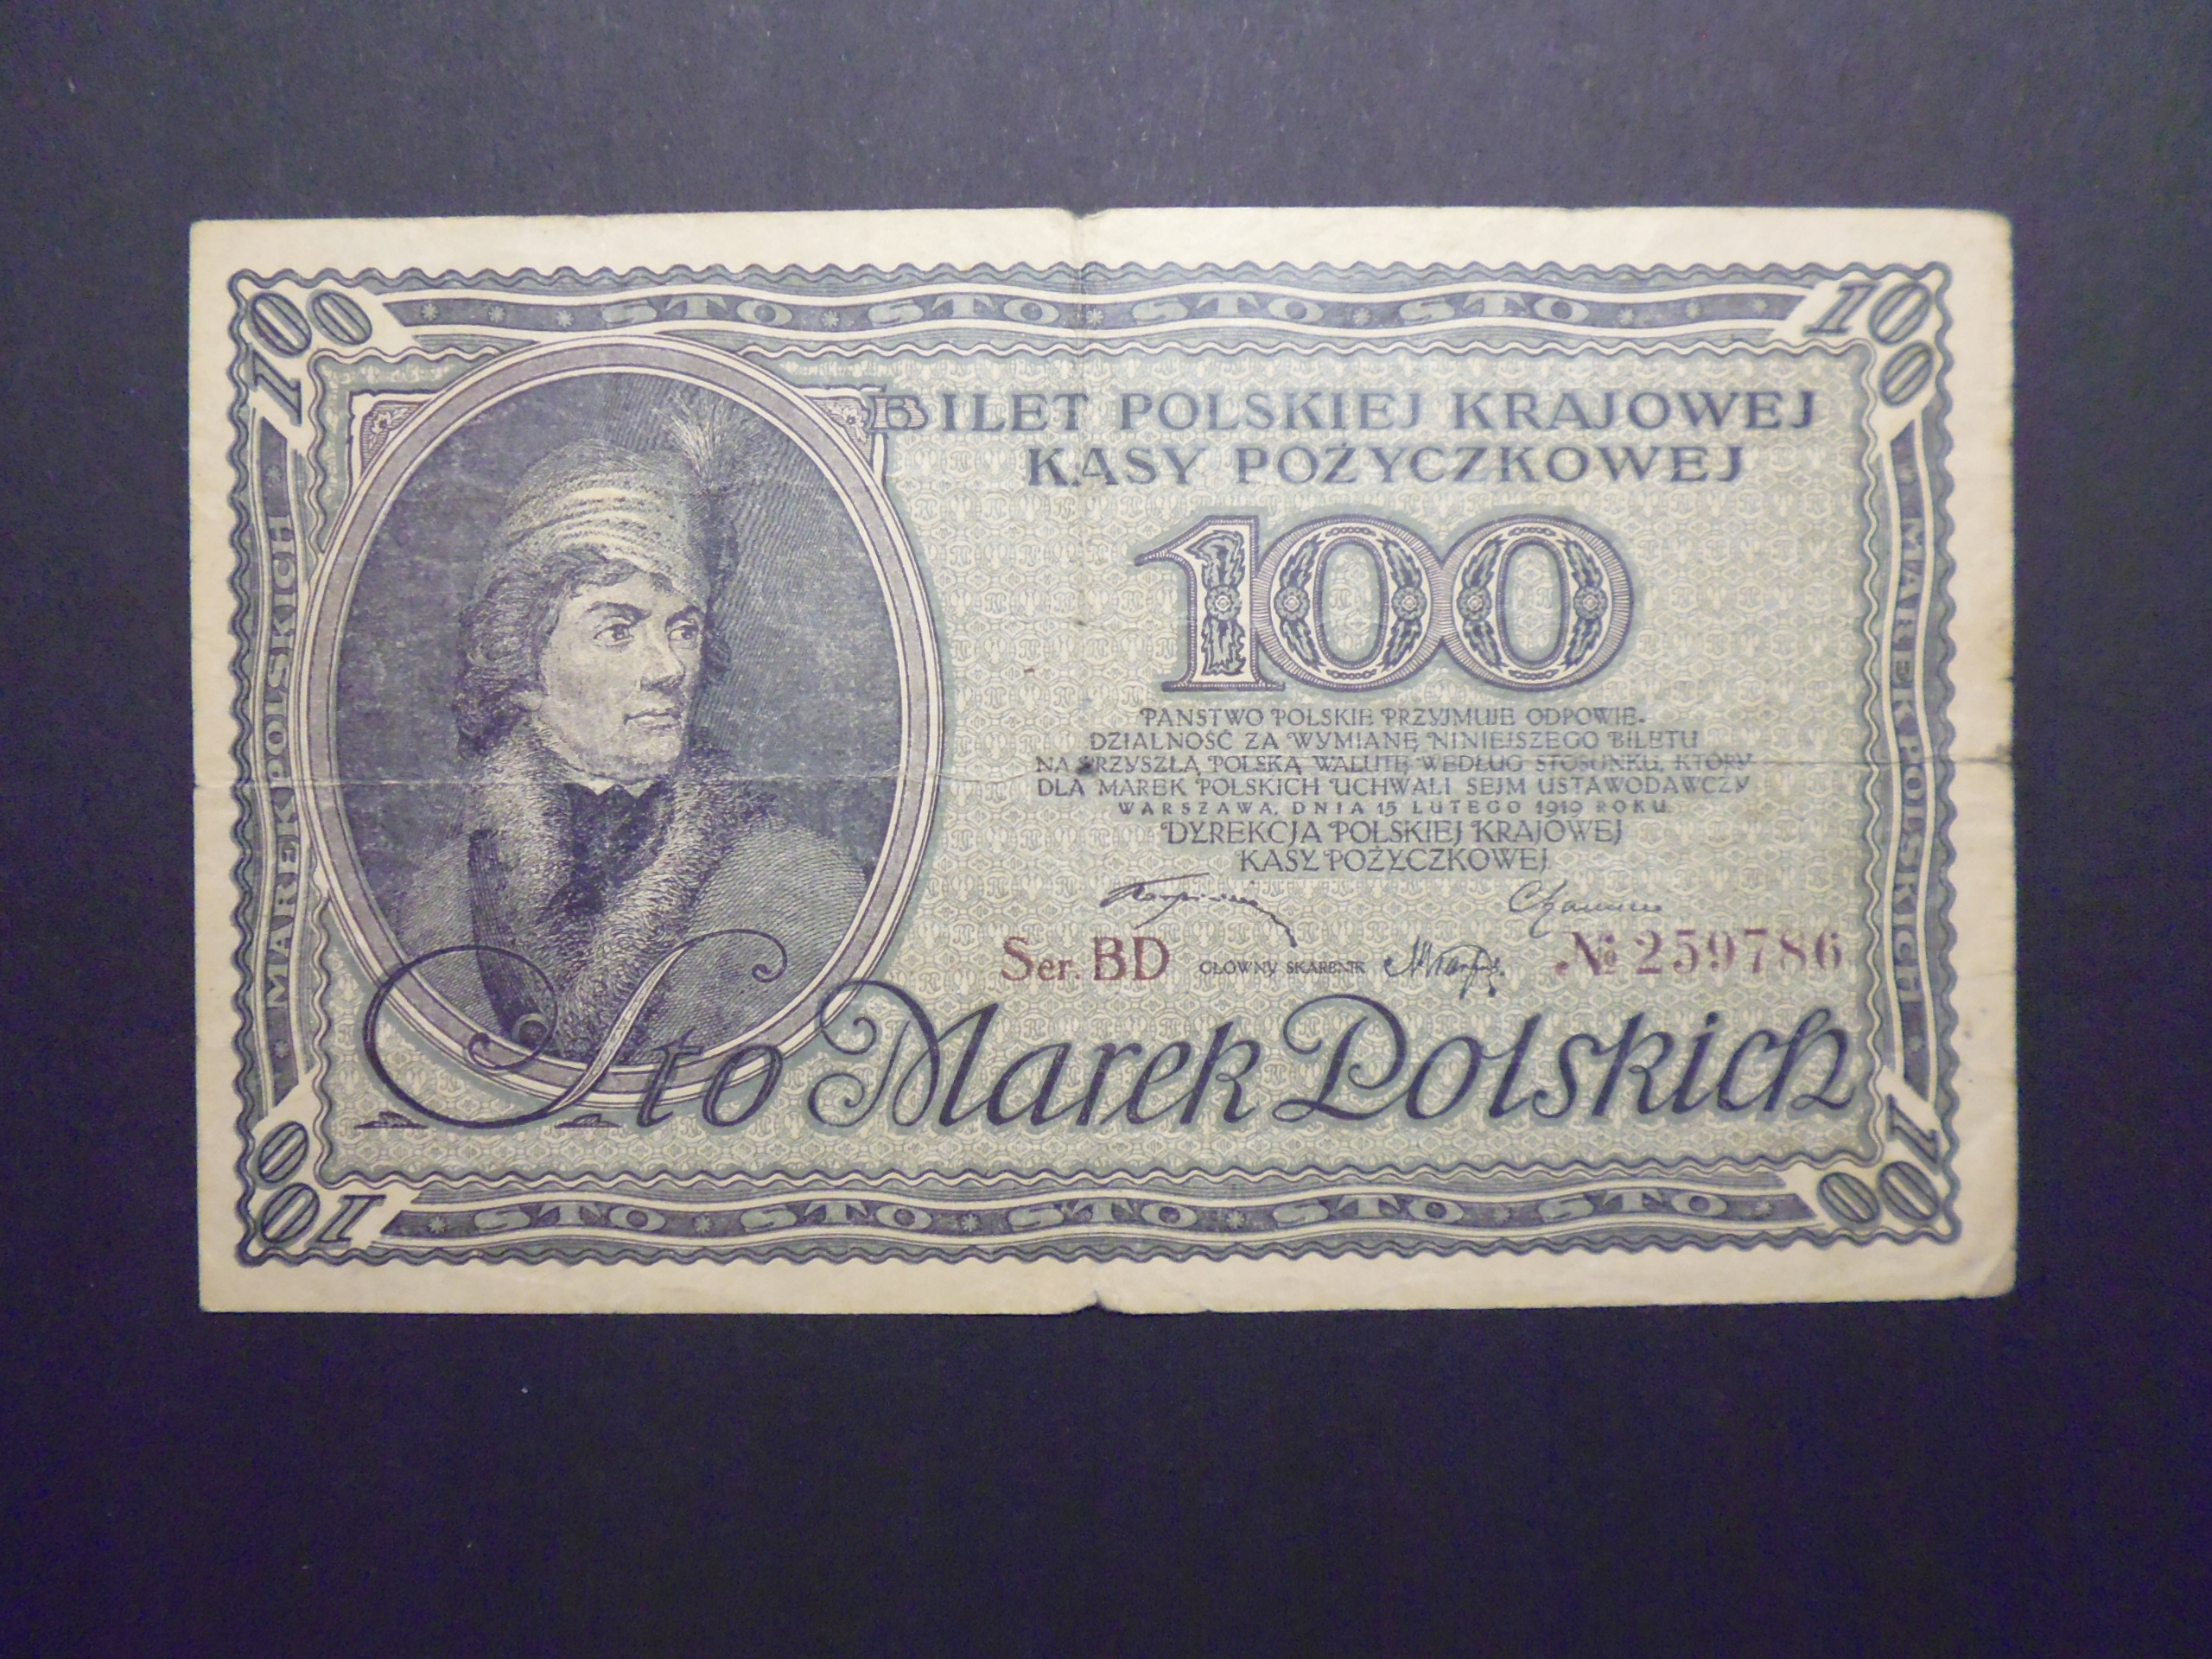 100
STO * STO * STO * STO
100
MAREK POLSKICH
BILET POLSKIEJ KRAJOWEJ
KASY POŻYCZKOWEJ
100
PAŃSTWO POLSKIE PRZYJMUJE ODPOWIE-
DZIALNOŚĆ ZA WYMIANĘ NINIEJSZEGO BILETU
NA PRZYSZŁĄ POLSKĄ WALUTĘ WEDŁUG STOSUNKU, KTÓRY
DLA MAREK POLSKICH UCHWALI SEJM USTAWODAWCZY
WARSZAWA, DNIA 15 LUTEGO 1919 ROKU.
DYREKCJA POLSKIEJ KRAJOWEJ
KASY POŻYCZKOWEJ
Ser. BD GŁÓWNY SKARBNIK № 259786
Sto Marek Polskich
MAREK POLSKICH
100
STO * STO * STO * STO * STO
100